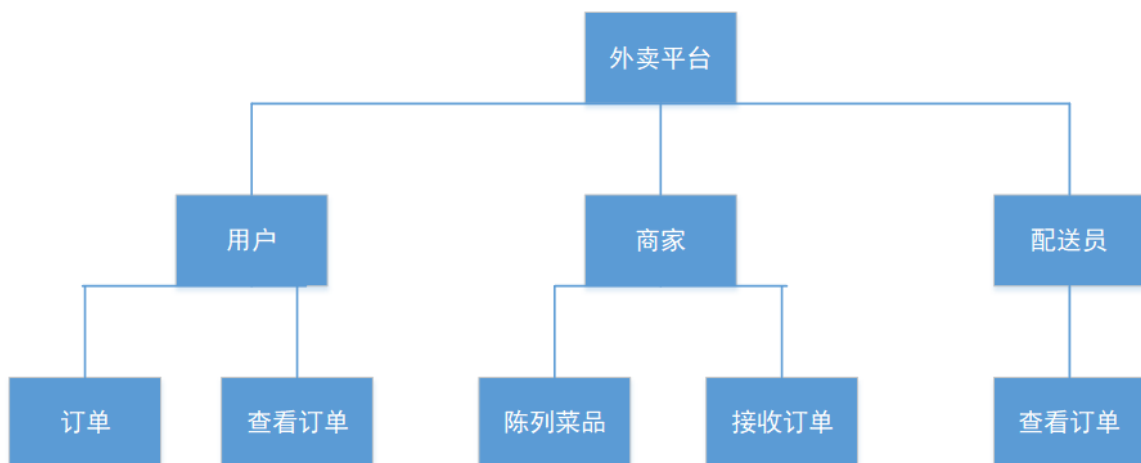 外卖平台
用户
商家
配送员
订单
查看订单
陈列菜品
接收订单
查看订单